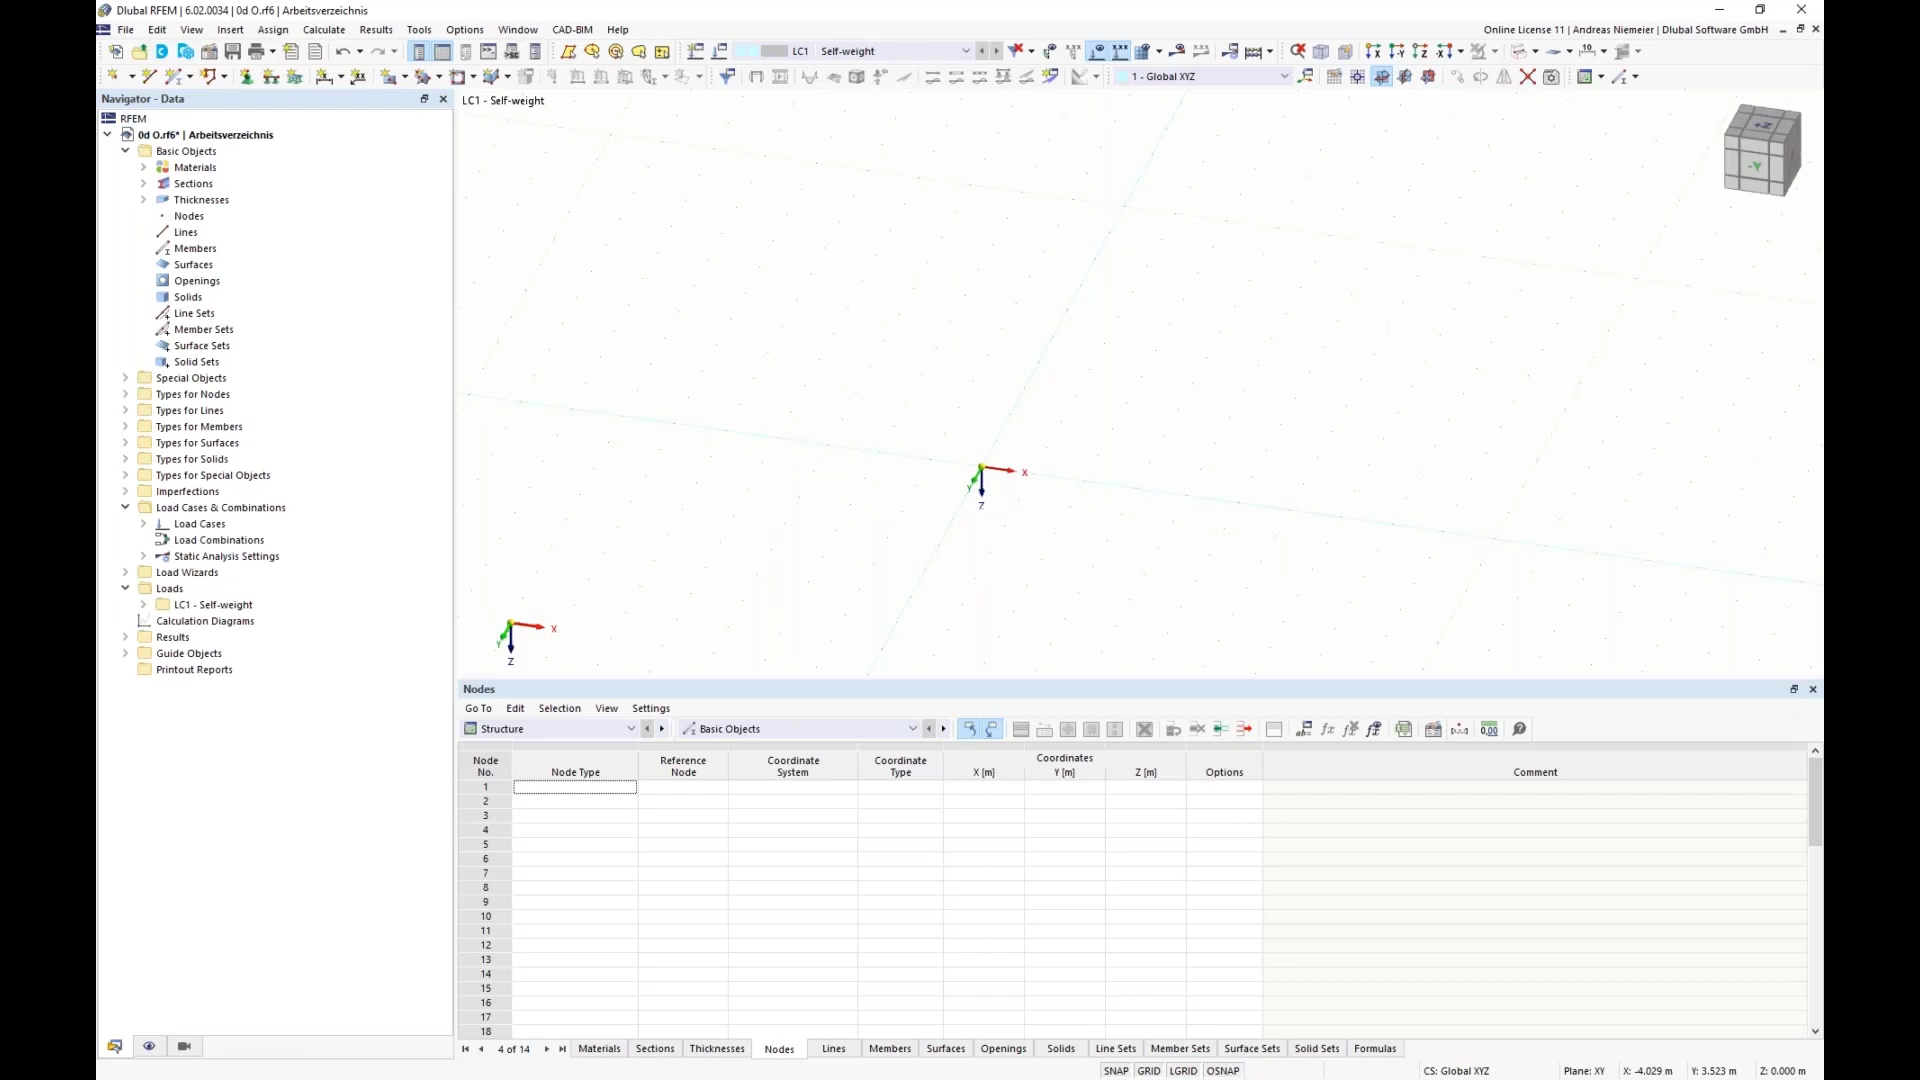 Dlubal RFEM | 6.02.0034 | 0d O.rf6 | Arbeitsverzeichnis
File Edit View Insert Assign Calculate Results Tools Options Window CAD-BIM Help
Online License 11 | Andreas Niemeier | Dlubal Software GmbH
LC1 Self-weight
1 - Global XYZ
Navigator - Data
LC1 - Self-weight
RFEM
0d O.rf6* | Arbeitsverzeichnis
Basic Objects
Materials
Sections
Thicknesses
Nodes
Lines
Members
Surfaces
Openings
Solids
Line Sets
Member Sets
Surface Sets
Solid Sets
Special Objects
Types for Nodes
Types for Lines
Types for Members
Types for Surfaces
Types for Solids
Types for Special Objects
Imperfections
Load Cases & Combinations
Load Cases
Load Combinations
Static Analysis Settings
Load Wizards
Loads
LC1 - Self-weight
Calculation Diagrams
Results
Guide Objects
Printout Reports
+Z
-Y
X
Y
Z
X
Y
Z
Nodes
Go To Edit Selection View Settings
Structure
Basic Objects
Node No.
Node Type
Reference Node
Coordinate System
Coordinate Type
Coordinates
X [m] Y [m] Z [m]
Options
Comment
1
2
3
4
5
6
7
8
9
10
11
12
13
14
15
16
17
18
4 of 14
Materials Sections Thicknesses Nodes Lines Members Surfaces Openings Solids Line Sets Member Sets Surface Sets Solid Sets Formulas
SNAP GRID LGRID OSNAP
CS: Global XYZ
Plane: XY
X: -4.029 m
Y: 3.523 m
Z: 0.000 m